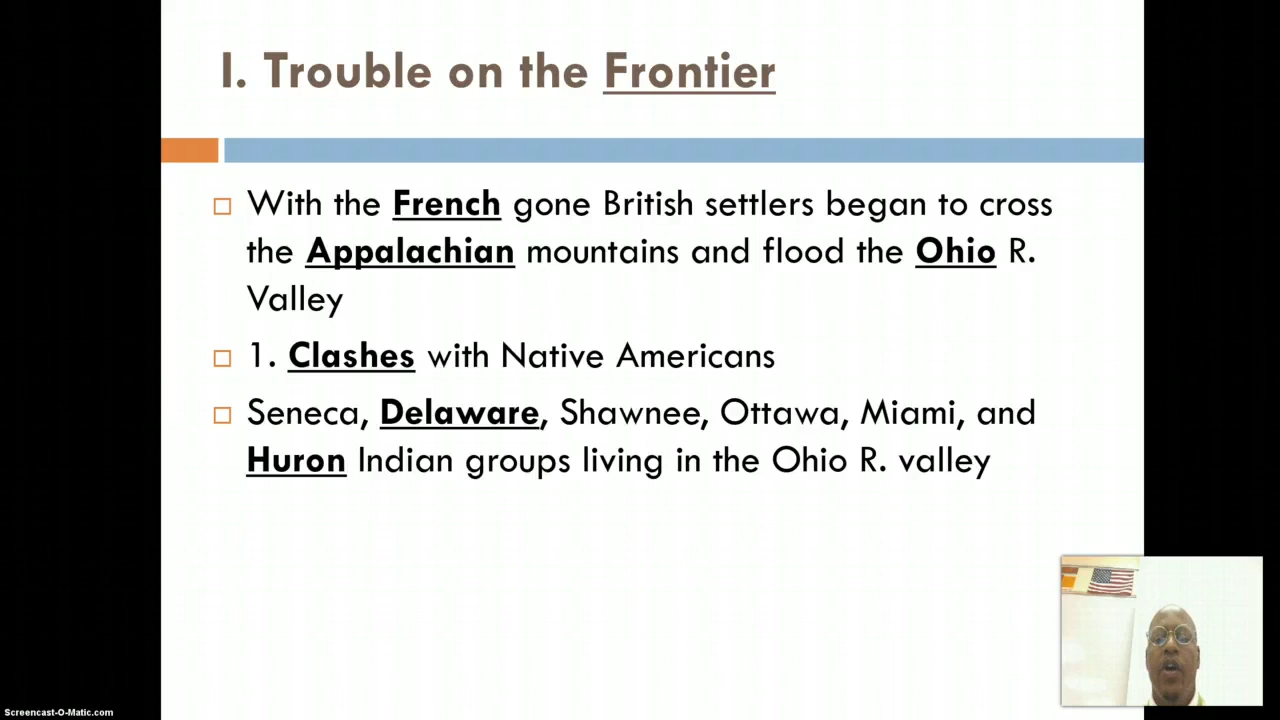 I. Trouble on the Frontier
With the French gone British settlers began to cross
the Appalachian mountains and flood the Ohio R.
Valley
1. Clashes with Native Americans
Seneca, Delaware, Shawnee, Ottawa, Miami, and
Huron Indian groups living in the Ohio R. valley
Screencast-O-Matic.com